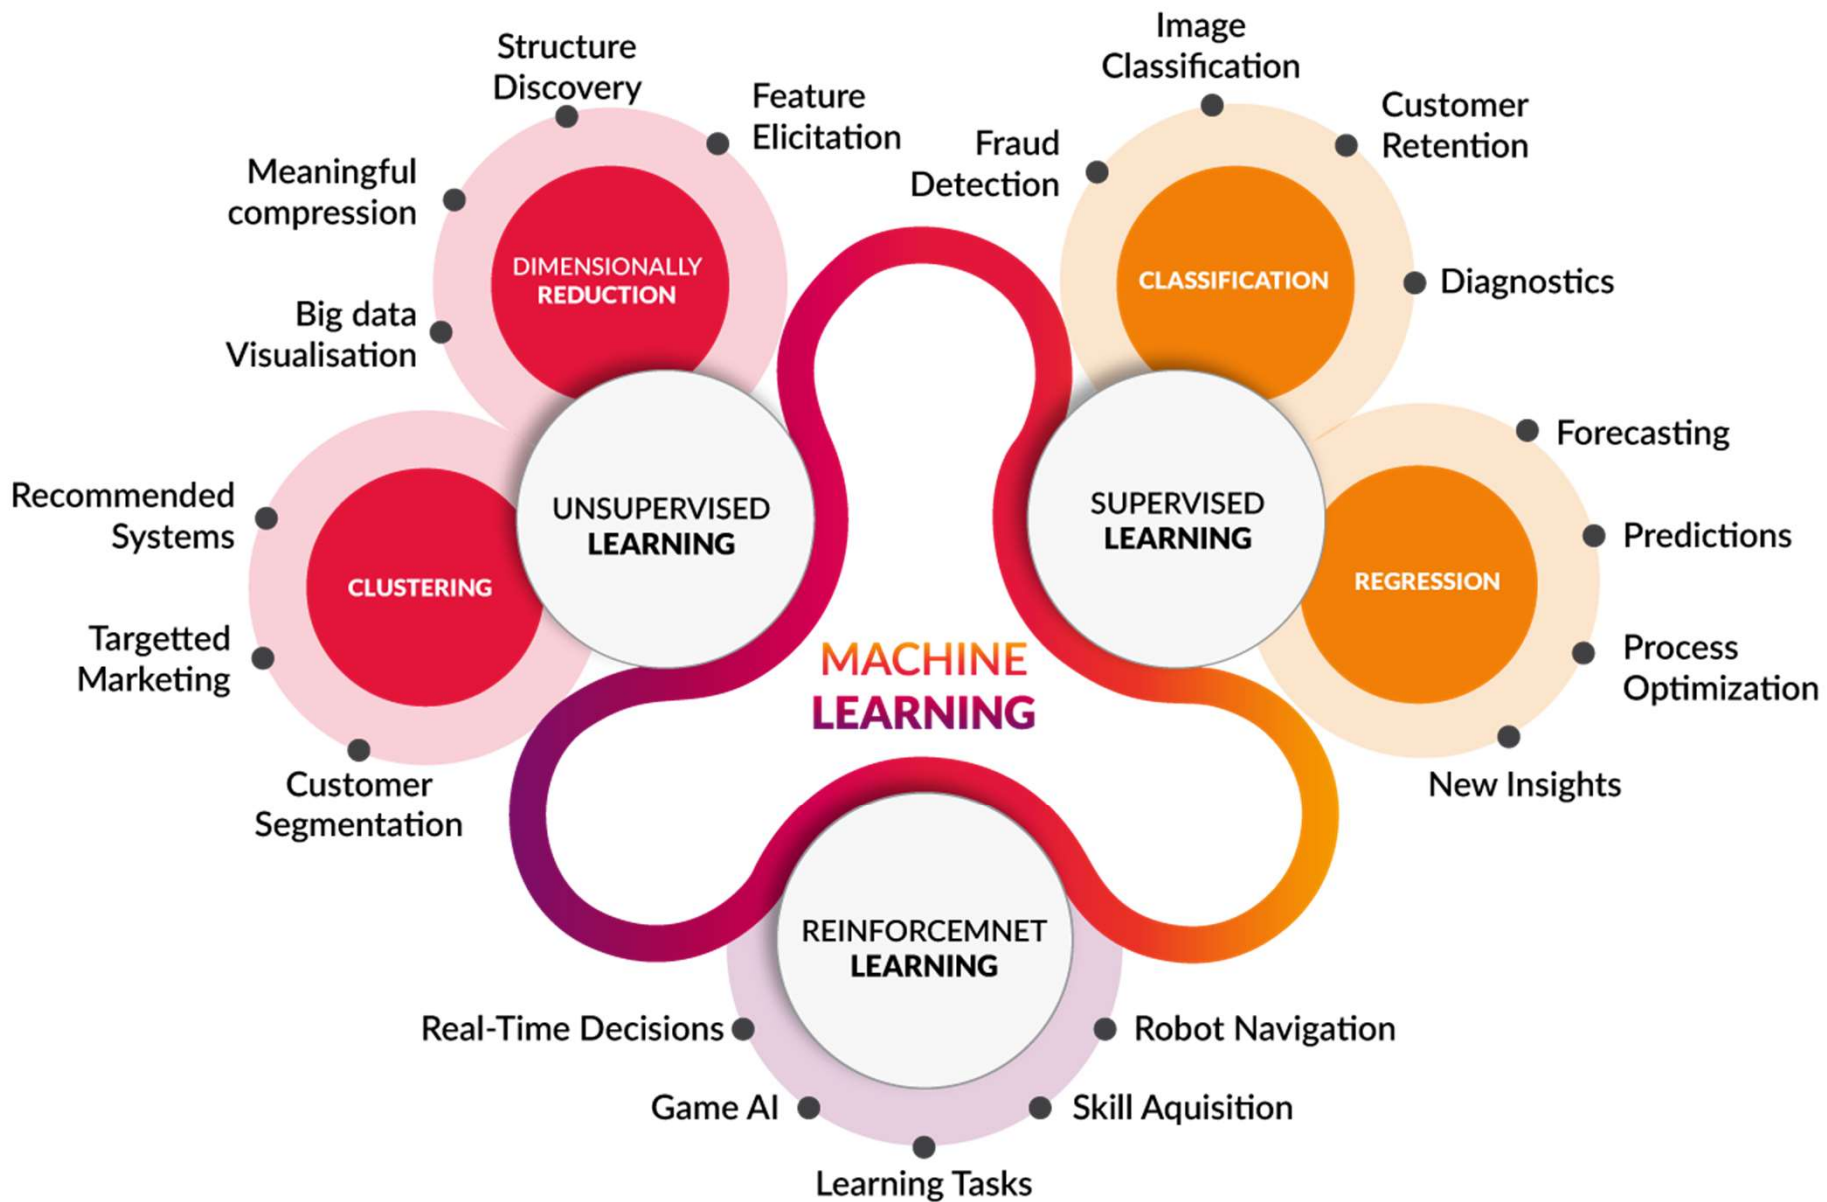 Structure
Discovery
Feature
Elicitation
Meaningful
compression
Big data
Visualisation
DIMENSIONALLY
REDUCTION
Image
Classification
Customer
Retention
Fraud
Detection
Diagnostics
CLASSIFICATION
Recommended
Systems
Targetted
Marketing
Customer
Segmentation
CLUSTERING
UNSUPERVISED
LEARNING
SUPERVISED
LEARNING
Forecasting
Predictions
Process
Optimization
New Insights
REGRESSION
MACHINE
LEARNING
REINFORCEMNET
LEARNING
Real-Time Decisions
Robot Navigation
Game AI
Skill Aquisition
Learning Tasks